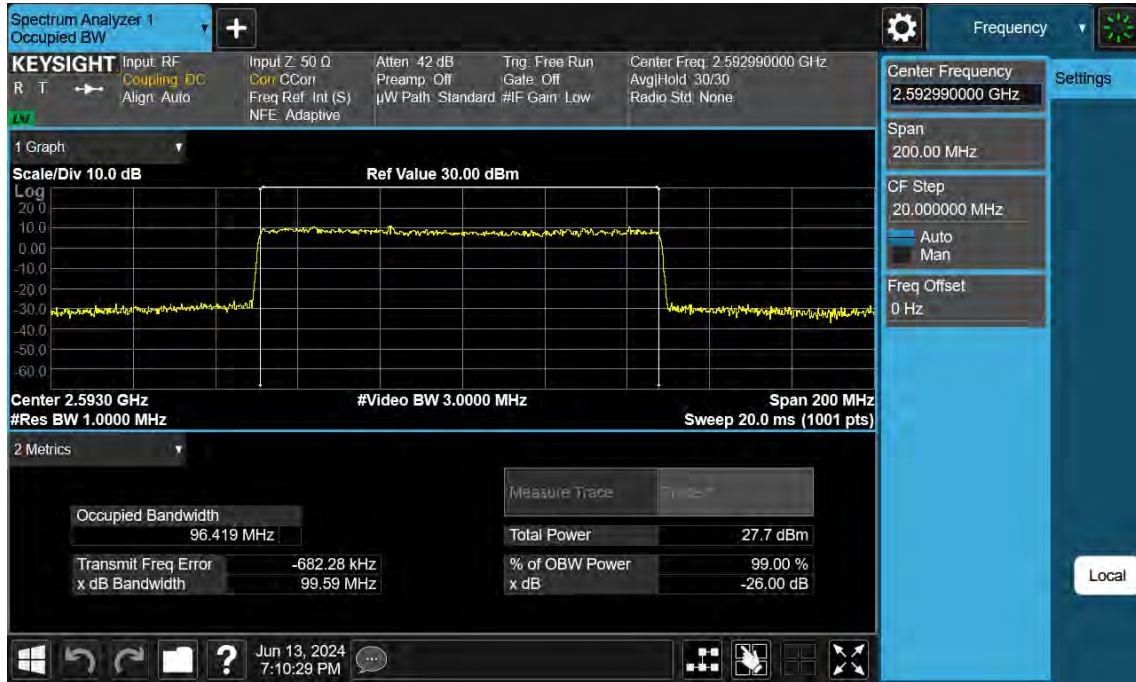 Spectrum Analyzer 1
Occupied BW
+
Frequency
KEYSIGHT
R T
Input: RF
Coupling: DC
Align: Auto
Input Z: 50 Ω
Corr CCorr
Freq Ref: Int (S)
NFE: Adaptive
Atten: 42 dB
Preamp: Off
µW Path: Standard
Trig: Free Run
Gate: Off
#IF Gain: Low
Center Freq: 2.592990000 GHz
Avg|Hold: 30/30
Radio Std: None
1 Graph
Scale/Div 10.0 dB
Ref Value 30.00 dBm
Log
20.0
10.0
0.00
-10.0
-20.0
-30.0
-40.0
-50.0
-60.0
Center 2.5930 GHz
#Video BW 3.0000 MHz
Span 200 MHz
#Res BW 1.0000 MHz
Sweep 20.0 ms (1001 pts)
2 Metrics
Measure Trace
Occupied Bandwidth
96.419 MHz
Total Power 27.7 dBm
Transmit Freq Error -682.28 kHz
% of OBW Power 99.00 %
x dB Bandwidth 99.59 MHz
x dB -26.00 dB
Center Frequency
2.592990000 GHz
Settings
Span
200.00 MHz
CF Step
20.000000 MHz
Auto
Man
Freq Offset
0 Hz
Local
?
Jun 13, 2024
7:10:29 PM